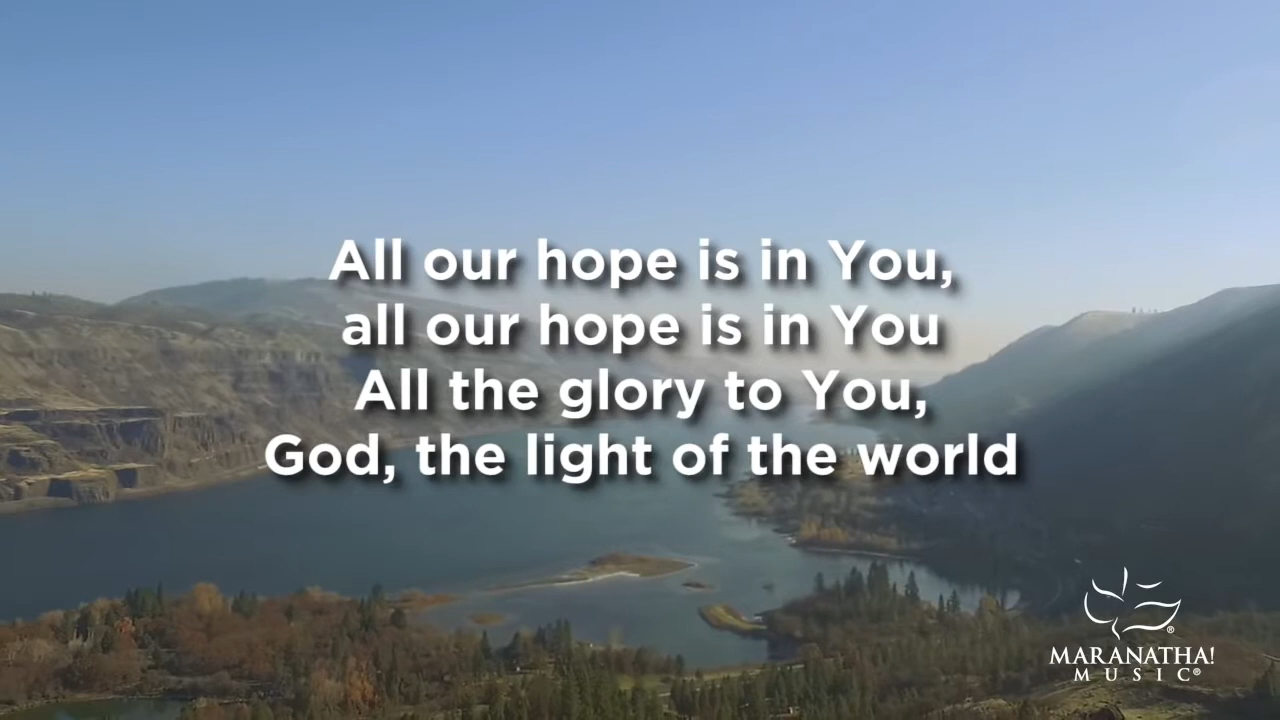 All our hope is in You,
all our hope is in You
All the glory to You,
God, the light of the world
MARANATHA!
MUSIC®